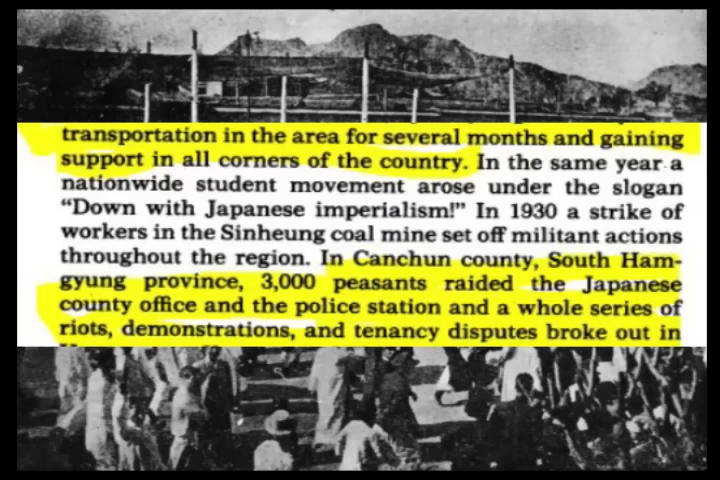 transportation in the area for several months and gaining
support in all corners of the country. In the same year a
nationwide student movement arose under the slogan
“Down with Japanese imperialism!” In 1930 a strike of
workers in the Sinheung coal mine set off militant actions
throughout the region. In Canchun county, South Ham-
gyung province, 3,000 peasants raided the Japanese
county office and the police station and a whole series of
riots, demonstrations, and tenancy disputes broke out in